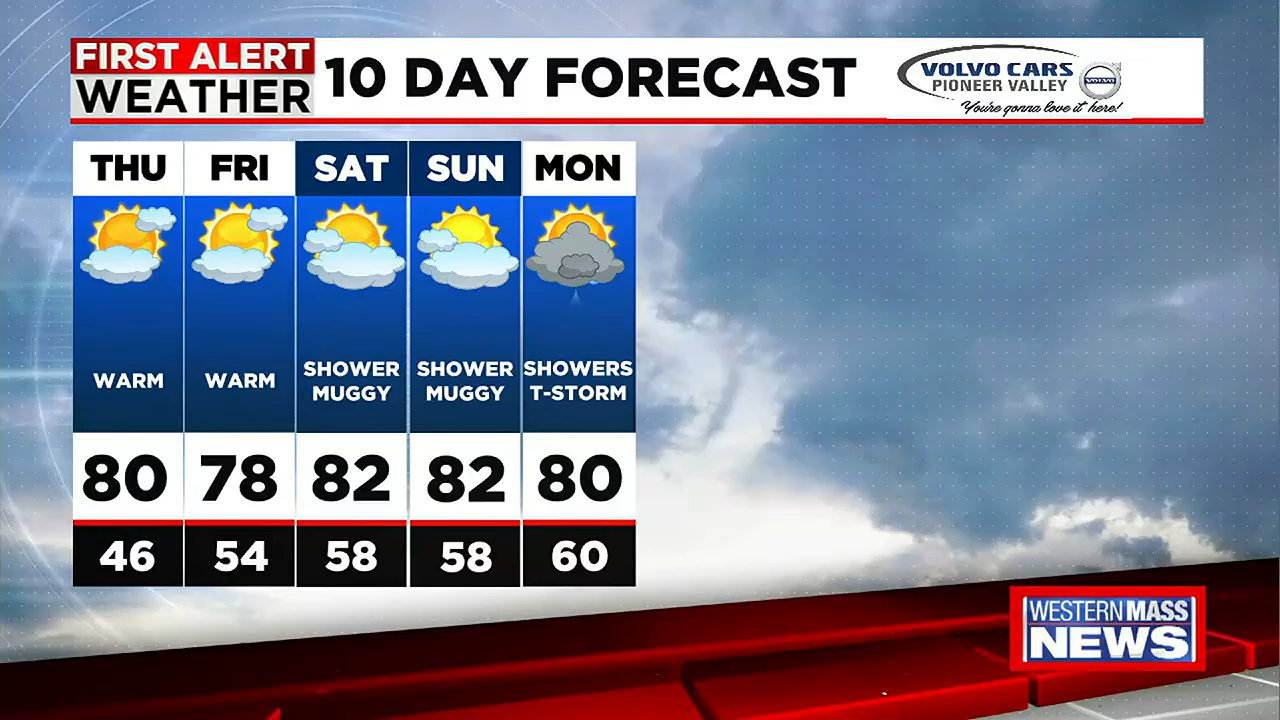 FIRST ALERT
WEATHER
10 DAY FORECAST
VOLVO CARS
PIONEER VALLEY
VOLVO
You're gonna love it here!
THU FRI SAT SUN MON
WARM WARM SHOWER SHOWER SHOWERS
MUGGY MUGGY T-STORM
80 78 82 82 80
46 54 58 58 60
WESTERN MASS
NEWS